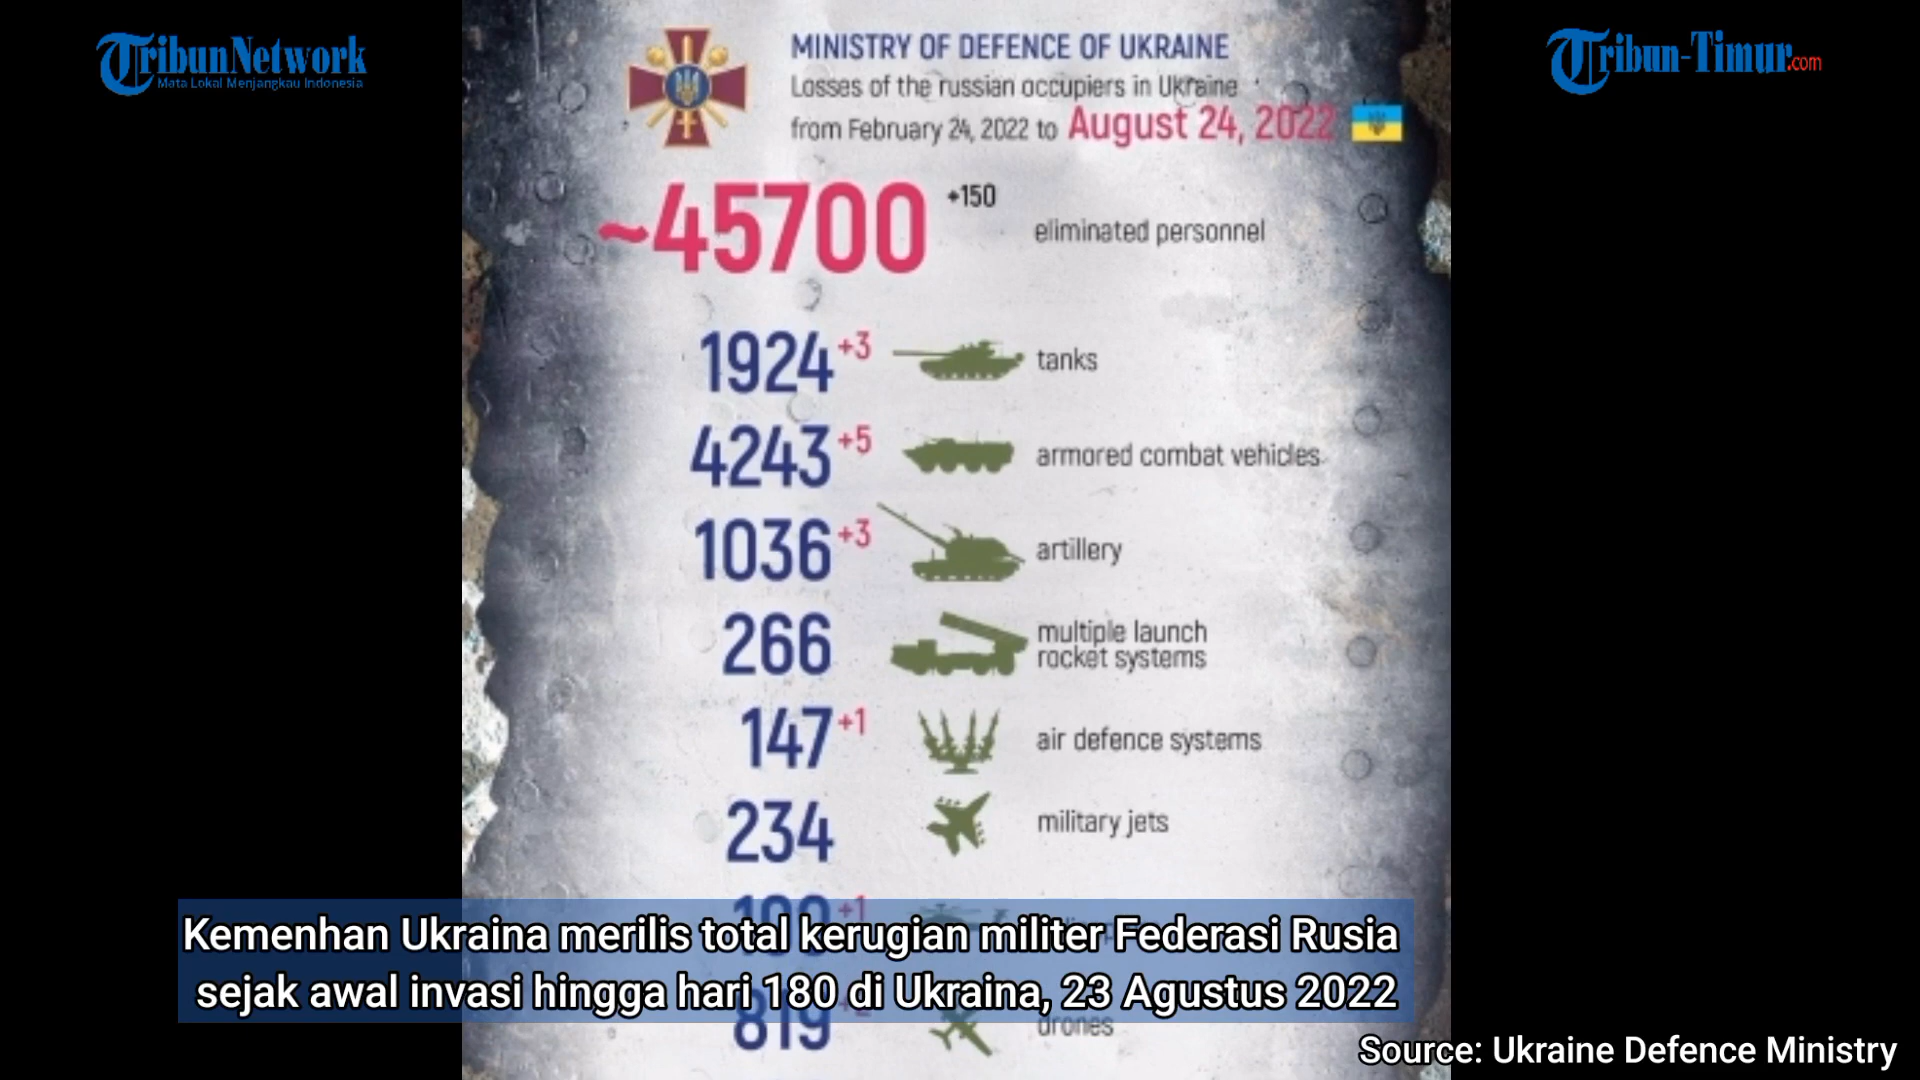 TribunNetwork
Mata Lokal Menjangkau Indonesia
Tribun-Timur.com
MINISTRY OF DEFENCE OF UKRAINE
Losses of the russian occupiers in Ukraine
from February 24, 2022 to August 24, 2022
~45700 +150 eliminated personnel
1924 +3 tanks
4243 +5 armored combat vehicles
1036 +3 artillery
266 multiple launch
rocket systems
147 +1 air defence systems
234 military jets
+1
Kemenhan Ukraina merilis total kerugian militer Federasi Rusia
sejak awal invasi hingga hari 180 di Ukraina, 23 Agustus 2022
819 drones
Source: Ukraine Defence Ministry